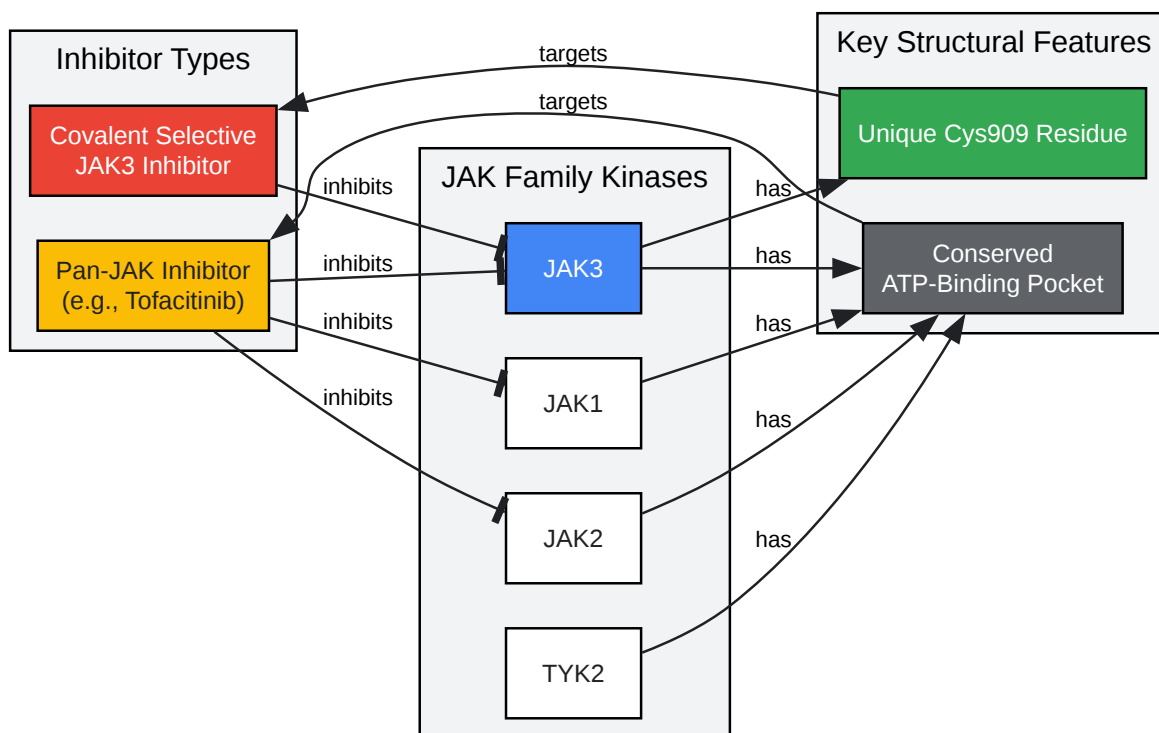 Inhibitor Types
Covalent Selective
JAK3 Inhibitor
Pan-JAK Inhibitor
(e.g., Tofacitinib)
targets
targets
inhibits
inhibits
inhibits
inhibits
JAK Family Kinases
JAK3
JAK1
JAK2
TYK2
has
has
has
has
has
Key Structural Features
Unique Cys909 Residue
Conserved
ATP-Binding Pocket